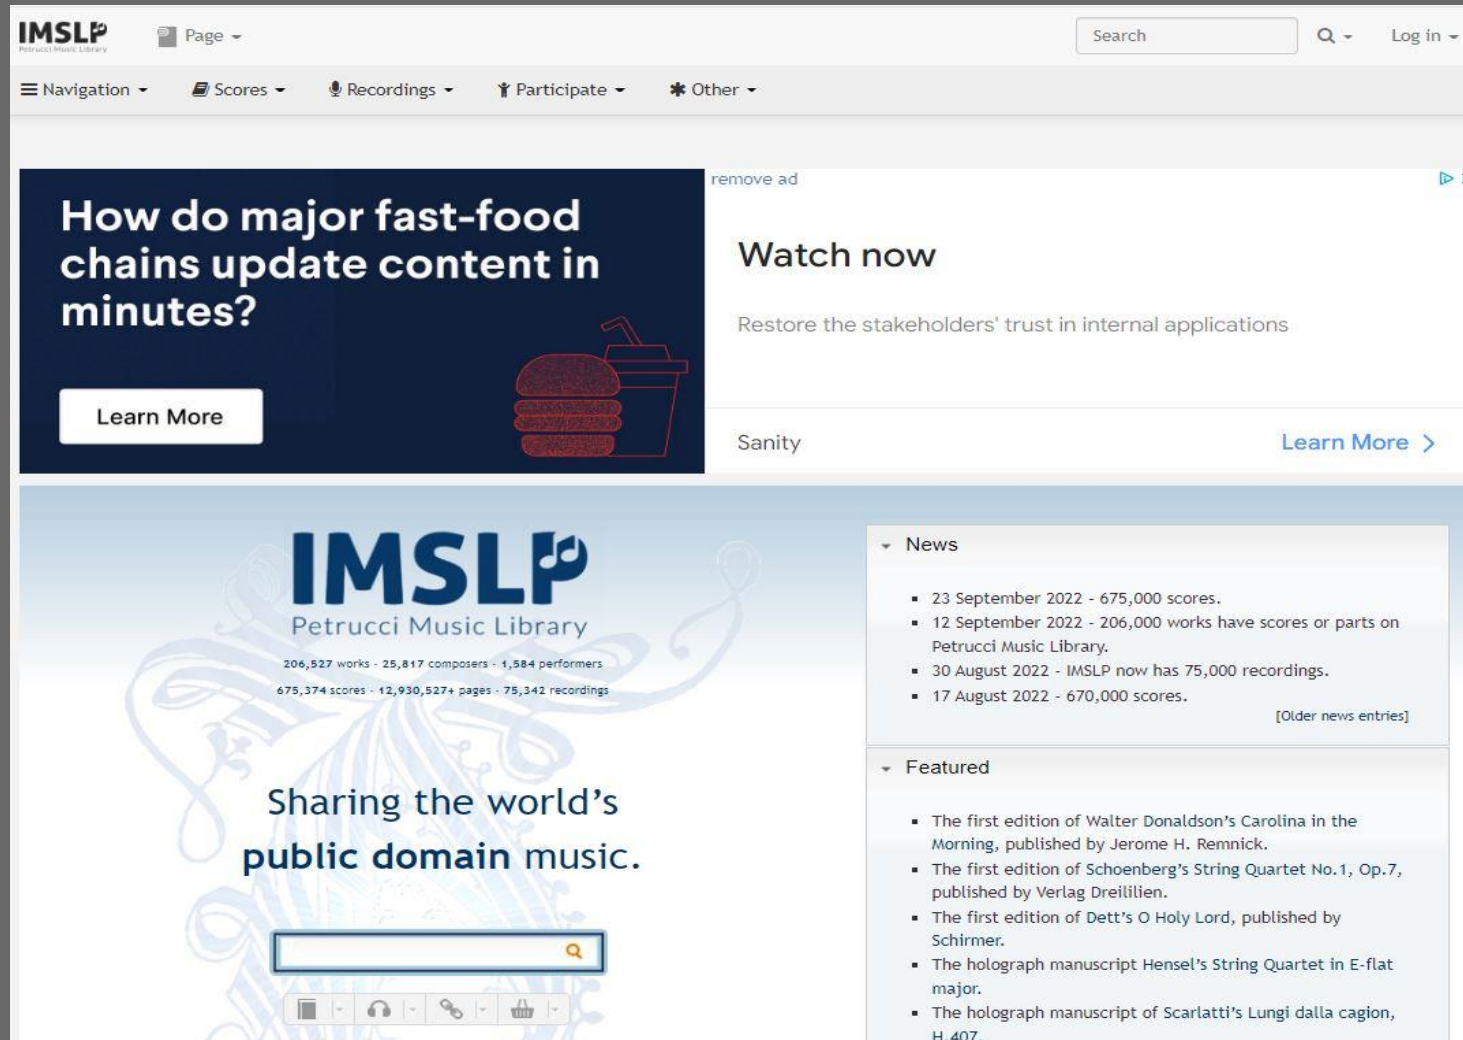 IMSLP
Petrucci Music Library
Page
Search
Log in
Navigation
Scores
Recordings
Participate
Other
How do major fast-food
chains update content in
minutes?
Learn More
remove ad
Watch now
Restore the stakeholders' trust in internal applications
Sanity
Learn More >
IMSLP
Petrucci Music Library
206,527 works - 25,817 composers - 1,584 performers
675,374 scores - 12,930,527+ pages - 75,342 recordings
Sharing the world's
public domain music.
News
23 September 2022 - 675,000 scores.
12 September 2022 - 206,000 works have scores or parts on
Petrucci Music Library.
30 August 2022 - IMSLP now has 75,000 recordings.
17 August 2022 - 670,000 scores.
[Older news entries]
Featured
The first edition of Walter Donaldson's Carolina in the
Morning, published by Jerome H. Remnick.
The first edition of Schoenberg's String Quartet No.1, Op.7,
published by Verlag Dreililien.
The first edition of Dett's O Holy Lord, published by
Schirmer.
The holograph manuscript Hensel's String Quartet in E-flat
major.
The holograph manuscript of Scarlatti's Lungi dalla cagion,
H.407.